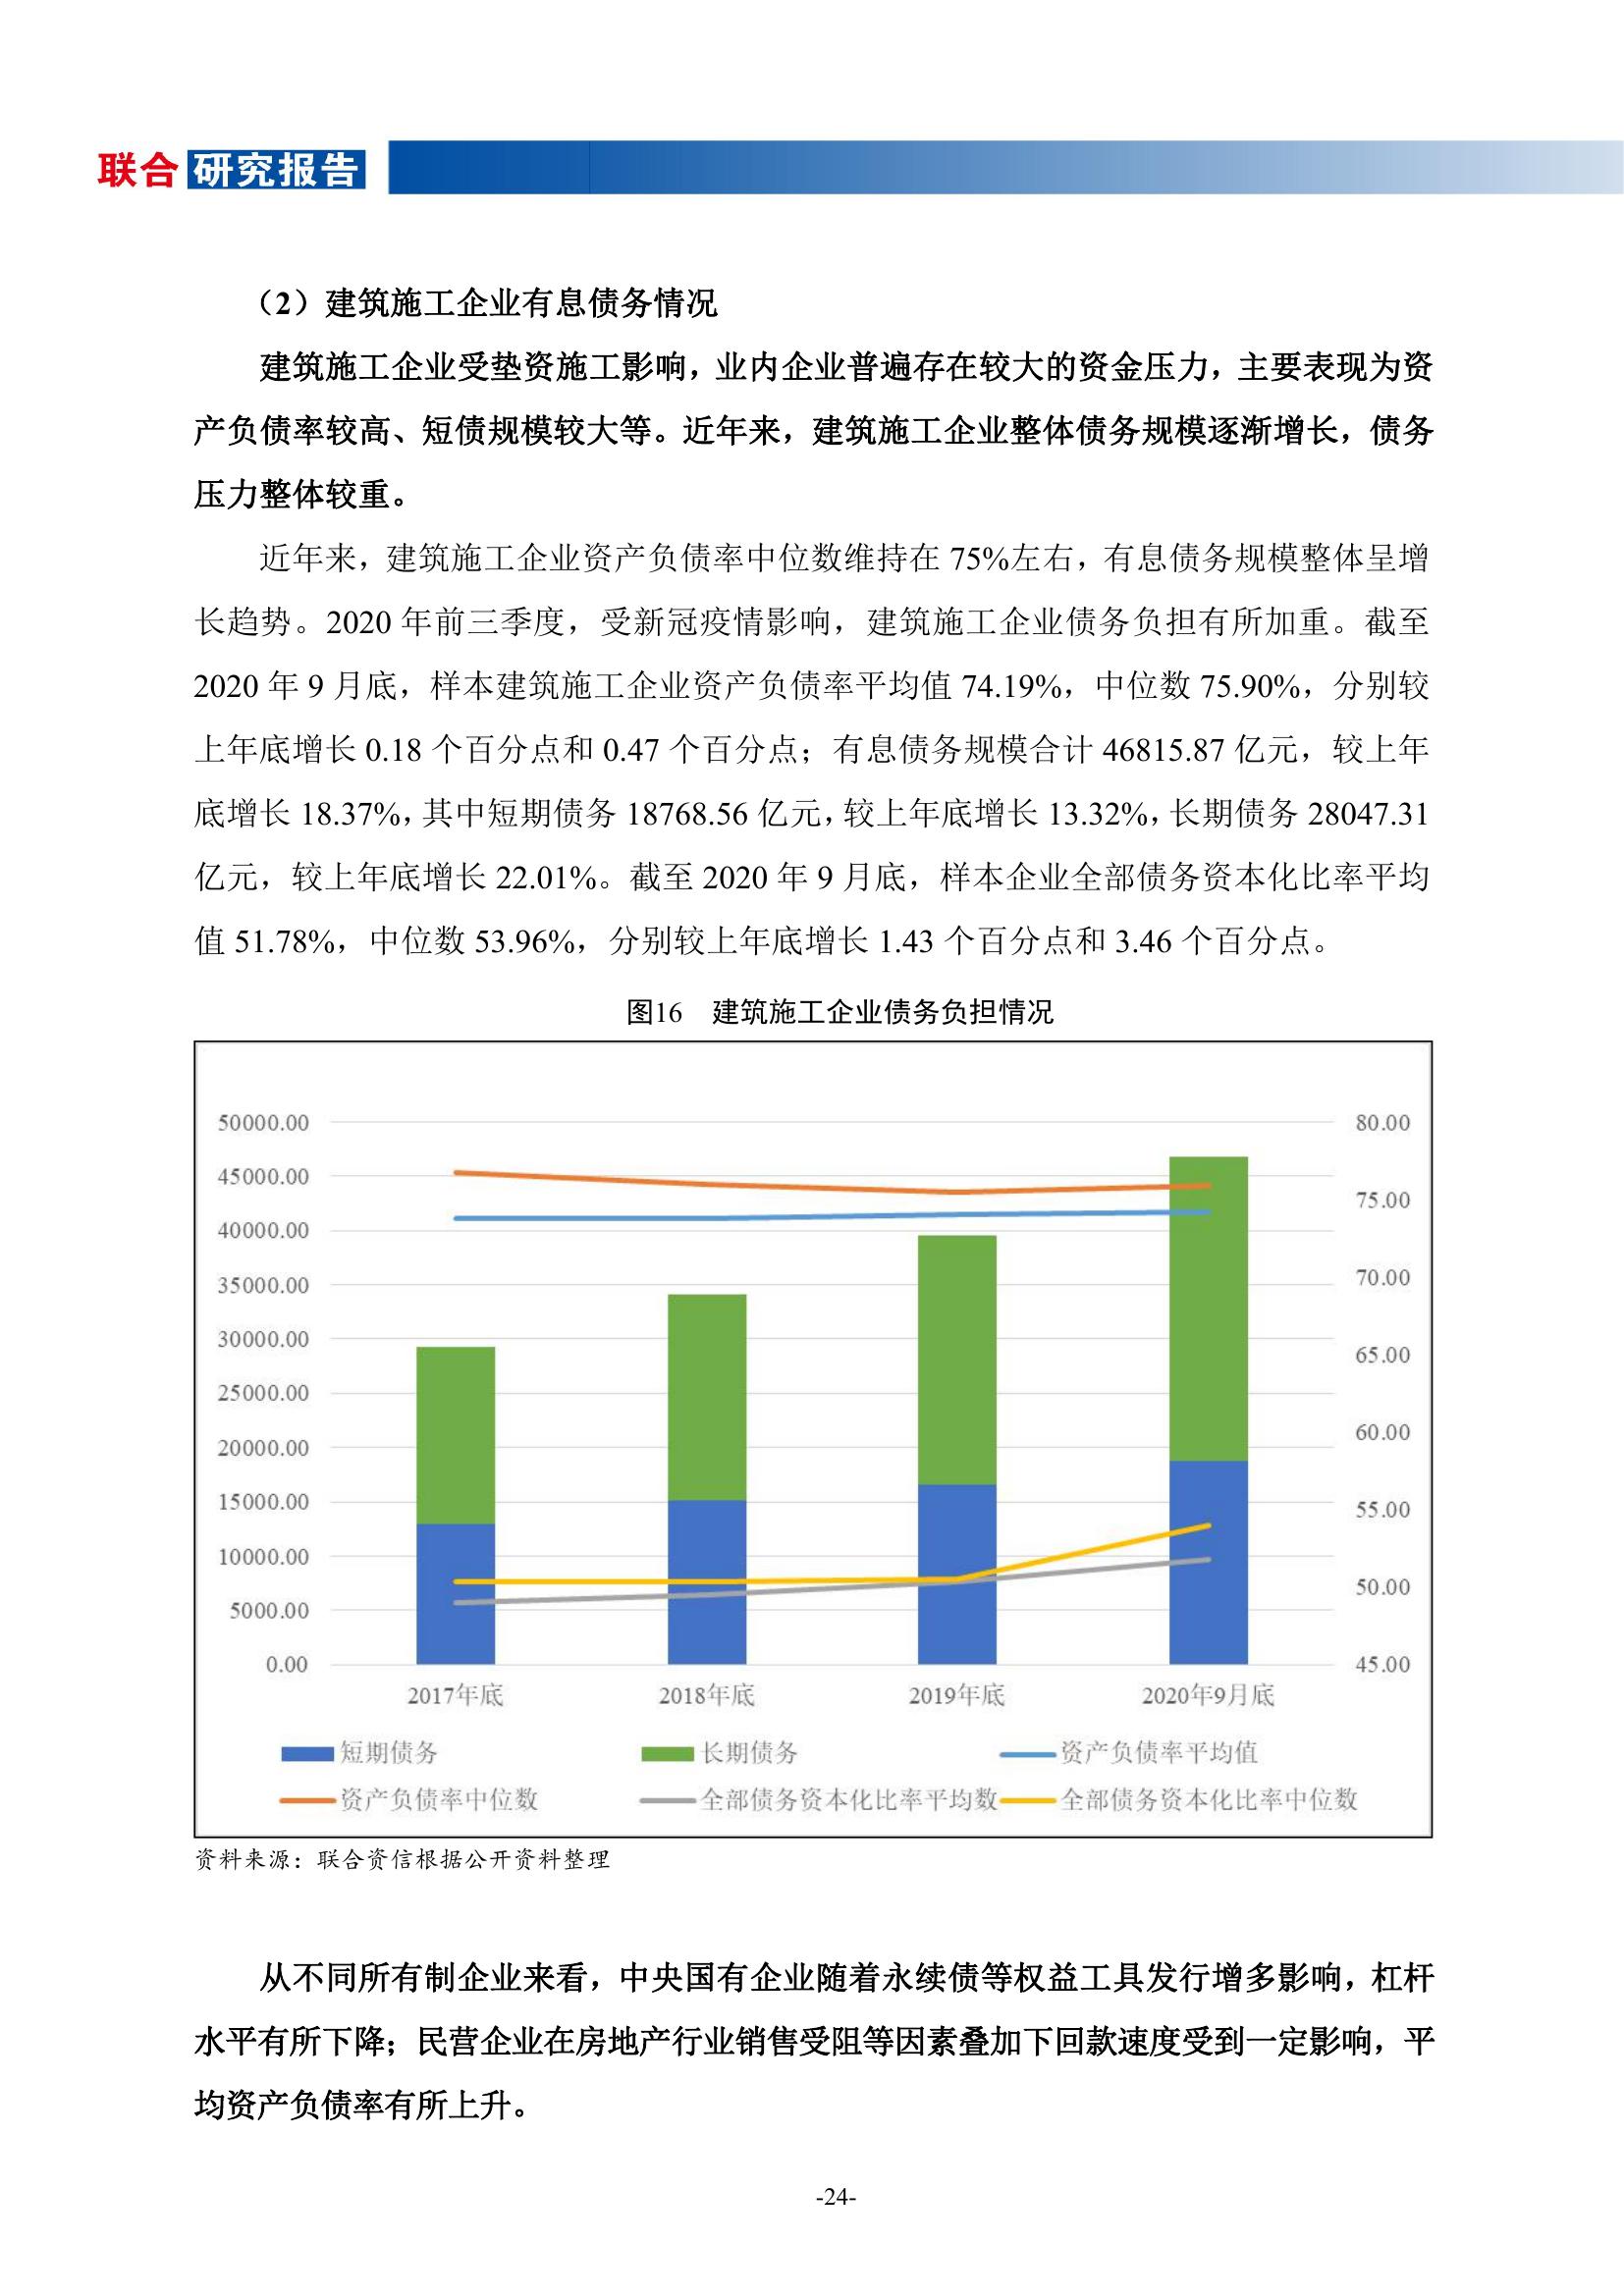 联合 研究报告
（2）建筑施工企业有息债务情况
建筑施工企业受垫资施工影响，业内企业普遍存在较大的资金压力，主要表现为资
产负债率较高、短债规模较大等。近年来，建筑施工企业整体债务规模逐渐增长，债务
压力整体较重。
近年来，建筑施工企业资产负债率中位数维持在 75%左右，有息债务规模整体呈增
长趋势。2020 年前三季度，受新冠疫情影响，建筑施工企业债务负担有所加重。截至
2020 年 9 月底，样本建筑施工企业资产负债率平均值 74.19%，中位数 75.90%，分别较
上年底增长 0.18 个百分点和 0.47 个百分点；有息债务规模合计 46815.87 亿元，较上年
底增长 18.37%，其中短期债务 18768.56 亿元，较上年底增长 13.32%，长期债务 28047.31
亿元，较上年底增长 22.01%。截至 2020 年 9 月底，样本企业全部债务资本化比率平均
值 51.78%，中位数 53.96%，分别较上年底增长 1.43 个百分点和 3.46 个百分点。
图16 建筑施工企业债务负担情况
50000.00
45000.00
40000.00
35000.00
30000.00
25000.00
20000.00
15000.00
10000.00
5000.00
0.00
80.00
75.00
70.00
65.00
60.00
55.00
50.00
45.00
2017年底 2018年底 2019年底 2020年9月底
短期债务 长期债务 资产负债率平均值
资产负债率中位数 全部债务资本化比率平均数 全部债务资本化比率中位数
资料来源：联合资信根据公开资料整理
从不同所有制企业来看，中央国有企业随着永续债等权益工具发行增多影响，杠杆
水平有所下降；民营企业在房地产行业销售受阻等因素叠加下回款速度受到一定影响，平
均资产负债率有所上升。
-24-